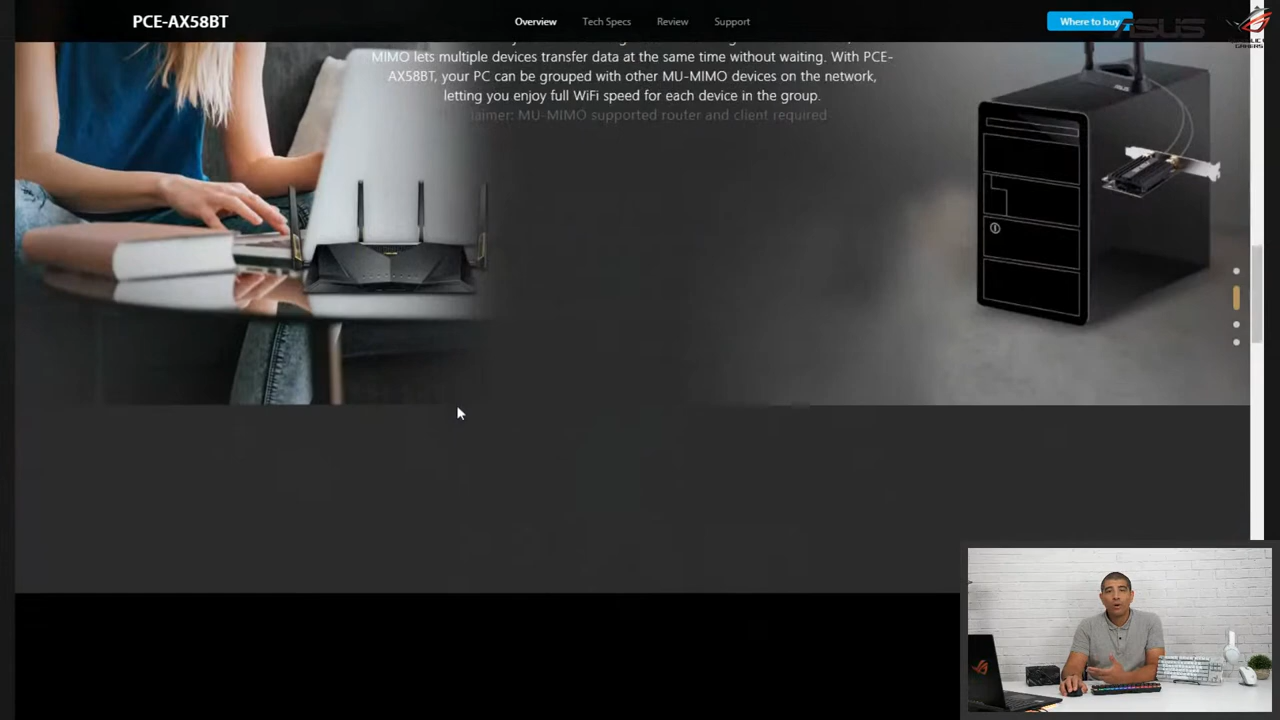 PCE-AX58BT
Overview
Tech Specs
Review
Support
Where to buy
ASUS
MIMO lets multiple devices transfer data at the same time without waiting. With PCE-
AX58BT, your PC can be grouped with other MU-MIMO devices on the network,
letting you enjoy full WiFi speed for each device in the group.
laimer: MU-MIMO supported router and client required